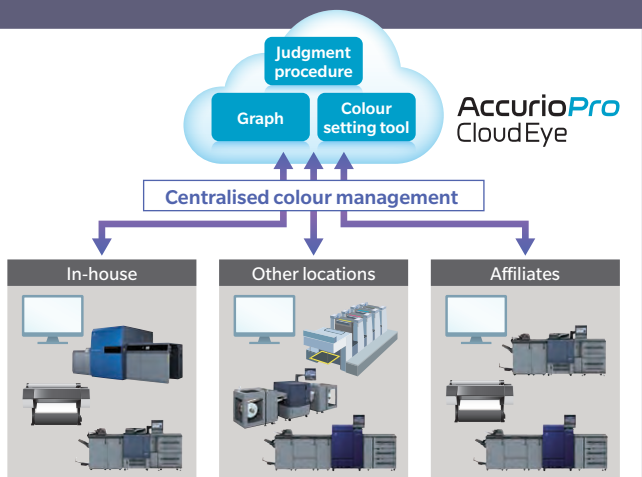 Judgment
procedure
Graph
Colour
setting tool
AccurioPro
CloudEye
Centralised colour management
In-house
Other locations
Affiliates